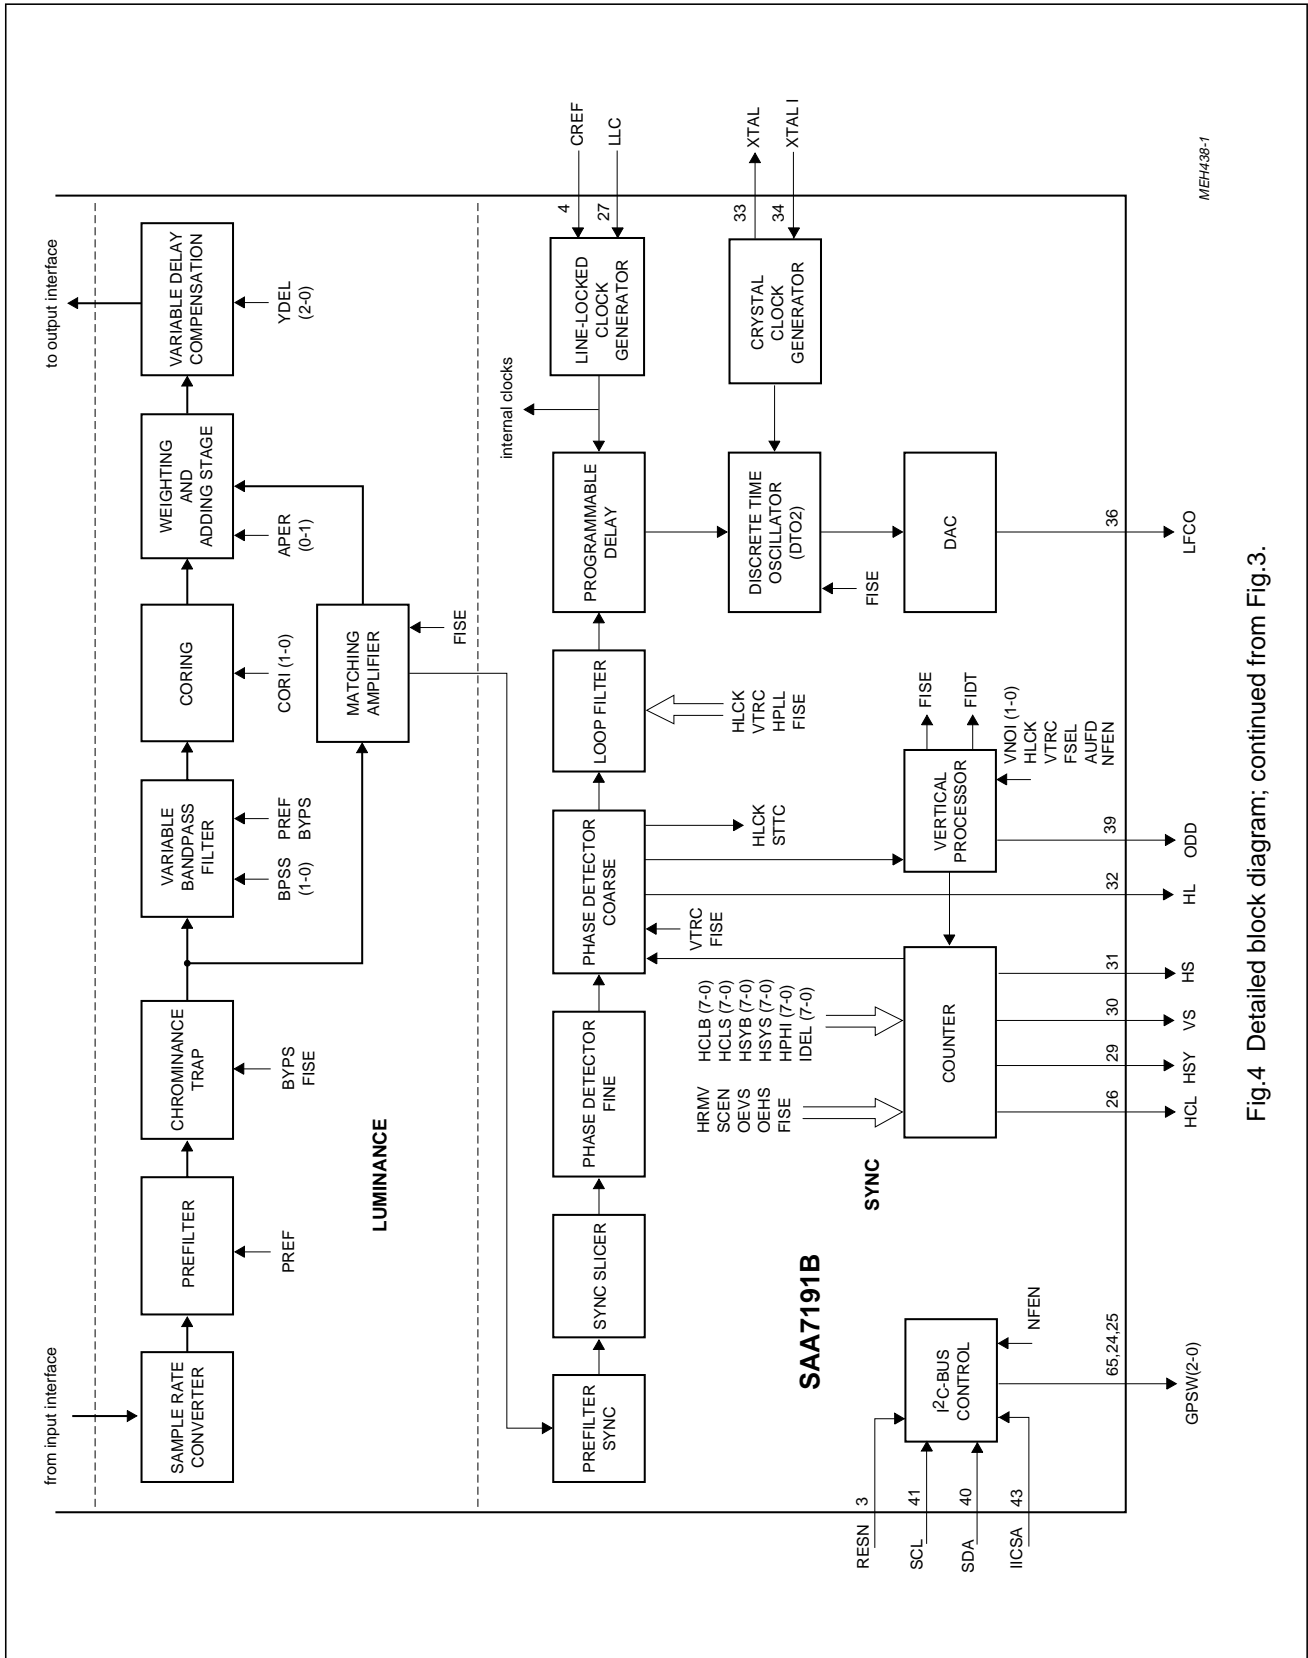 from input interface
to output interface
SAMPLE RATE
CONVERTER
PREFILTER
PREF
CHROMINANCE
TRAP
BYPS
FISE
VARIABLE
BANDPASS
FILTER
BPSS
(1-0)
PREF
BYPS
CORING
CORI (1-0)
MATCHING
AMPLIFIER
FISE
WEIGHTING
AND
ADDING STAGE
APER
(0-1)
VARIABLE DELAY
COMPENSATION
YDEL
(2-0)
LUMINANCE
PREFILTER
SYNC
SYNC SLICER
PHASE DETECTOR
FINE
PHASE DETECTOR
COARSE
VTRC
FISE
HLCK
STTC
LOOP FILTER
HLCK
VTRC
HPLL
FISE
PROGRAMMABLE
DELAY
internal clocks
LINE-LOCKED
CLOCK
GENERATOR
4
CREF
27
LLC
DISCRETE TIME
OSCILLATOR
(DTO2)
FISE
CRYSTAL
CLOCK
GENERATOR
33
XTAL
34
XTAL I
DAC
36
LFCO
HCLB (7-0)
HCLS (7-0)
HSYB (7-0)
HSYS (7-0)
HPHI (7-0)
IDEL (7-0)
HRMV
SCEN
OEVS
OEHS
FISE
COUNTER
VERTICAL
PROCESSOR
FISE
FIDT
VNOI (1-0)
HLCK
VTRC
FSEL
AUFD
NFEN
SYNC
SAA7191B
RESN
3
SCL
41
SDA
40
IICSA
43
I2C-BUS
CONTROL
NFEN
65,24,25
GPSW(2-0)
26
HCL
29
HSY
30
VS
31
HS
32
HL
39
ODD
MEH438-1
Fig.4 Detailed block diagram; continued from Fig.3.